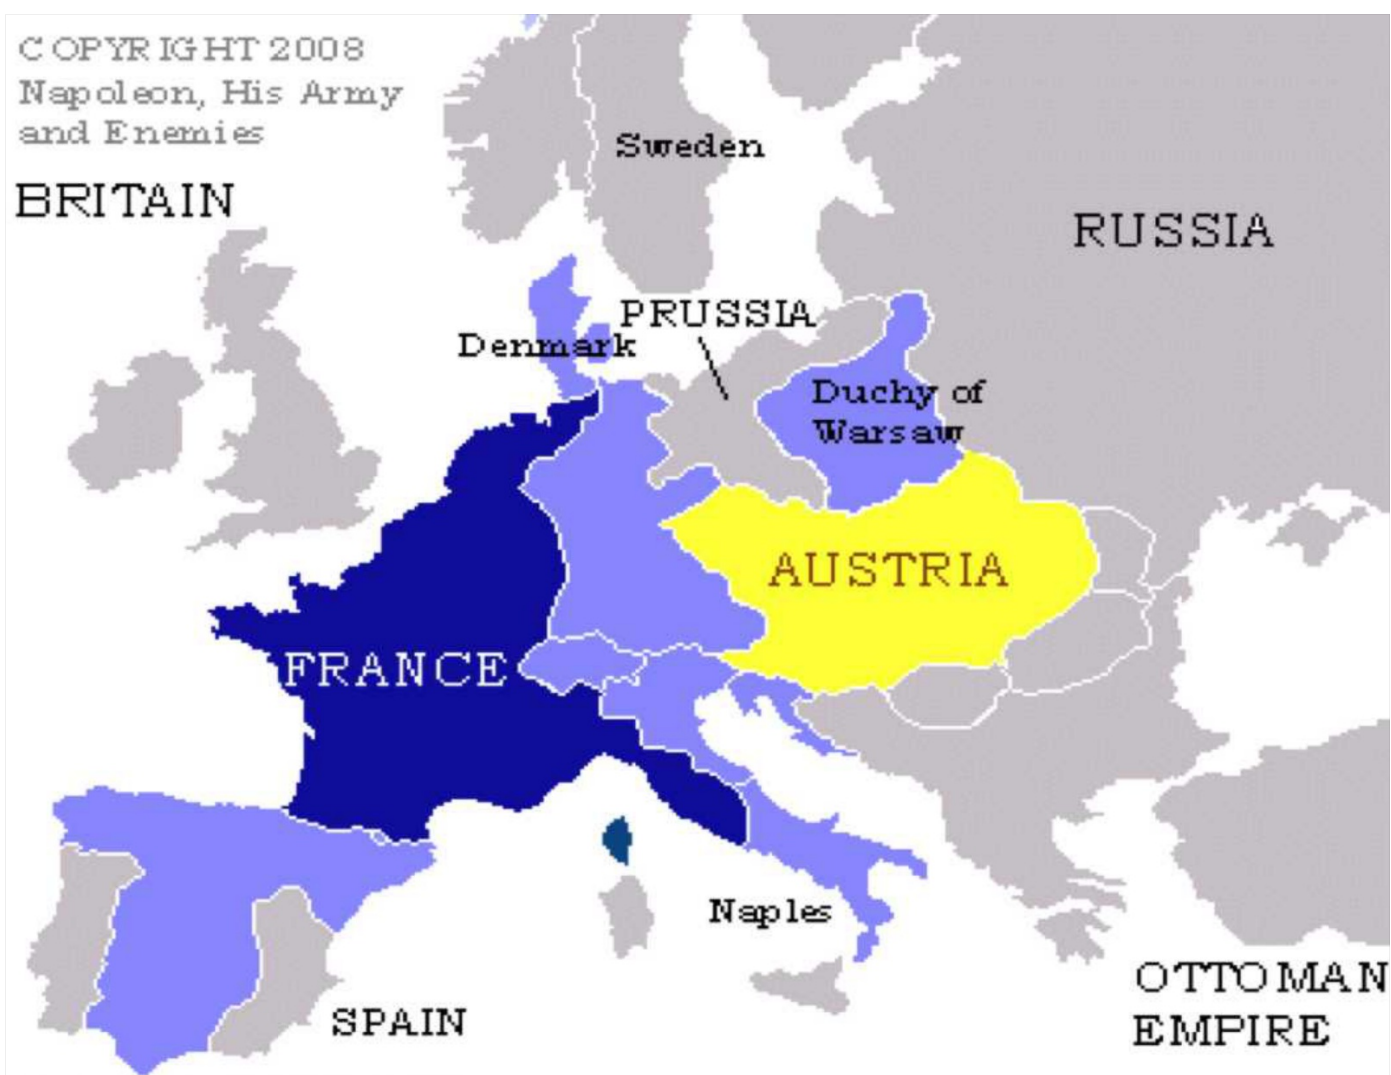 COPYRIGHT 2008
Napoleon, His Army
and Enemies
BRITAIN
Sweden
RUSSIA
PRUSSIA
Denmark
Duchy of
Warsaw
AUSTRIA
FRANCE
Naples
SPAIN
OTTOMAN
EMPIRE